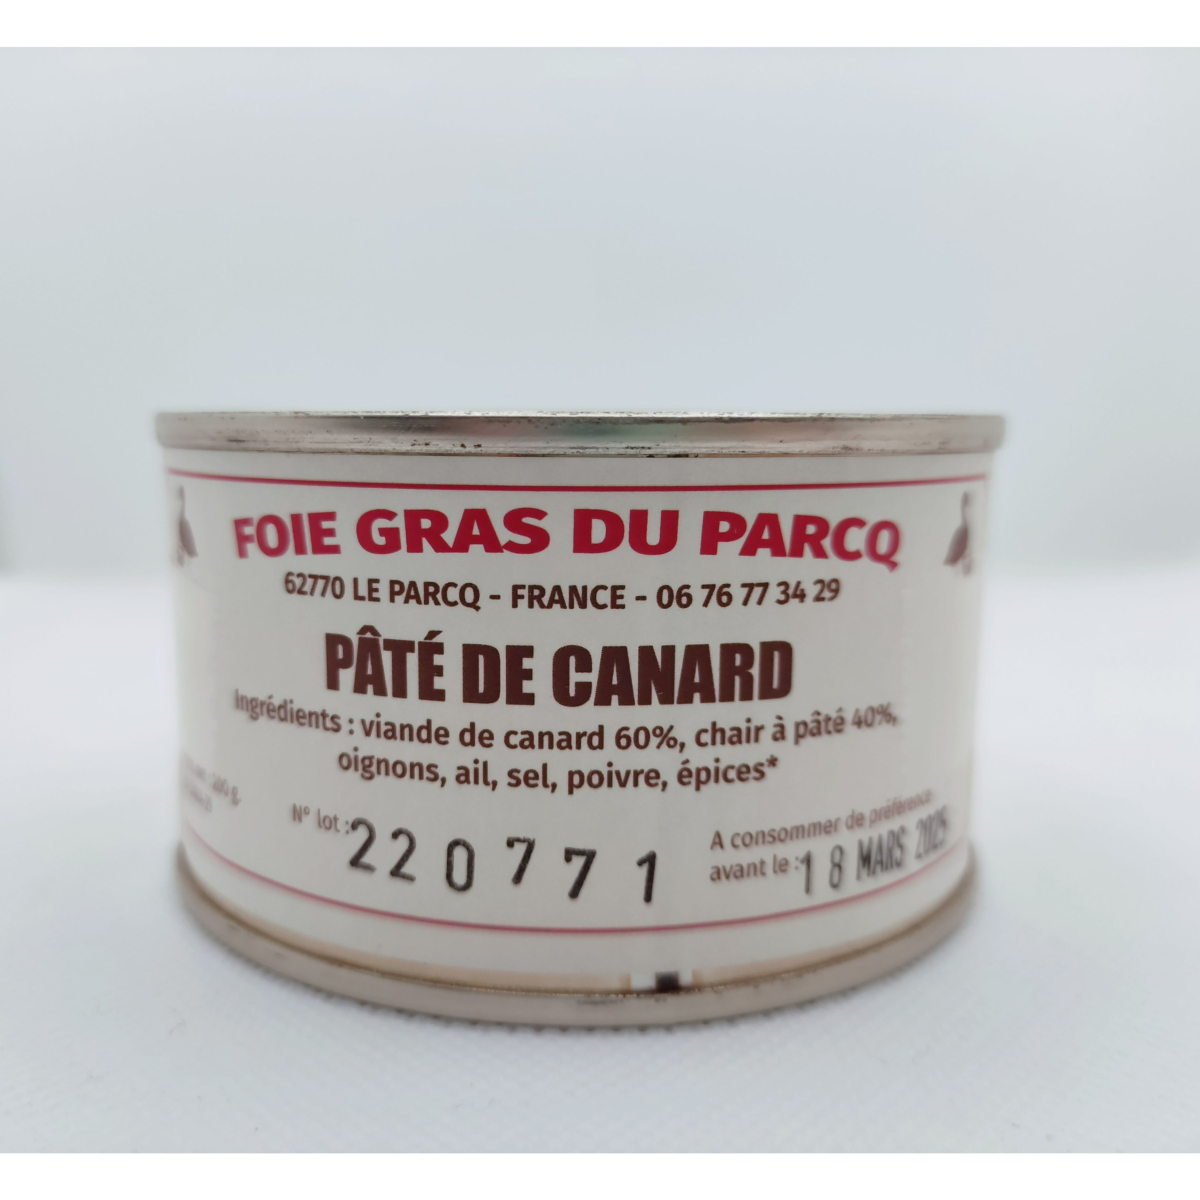 FOIE GRAS DU PARCQ
62770 LE PARCQ - FRANCE - 06 76 77 34 29
PÂTÉ DE CANARD
Ingrédients : viande de canard 60%, chair à pâté 40%,
oignons, ail, sel, poivre, épices*
N° lot : 220771
A consommer de préférence
avant le : 18 MARS 2025